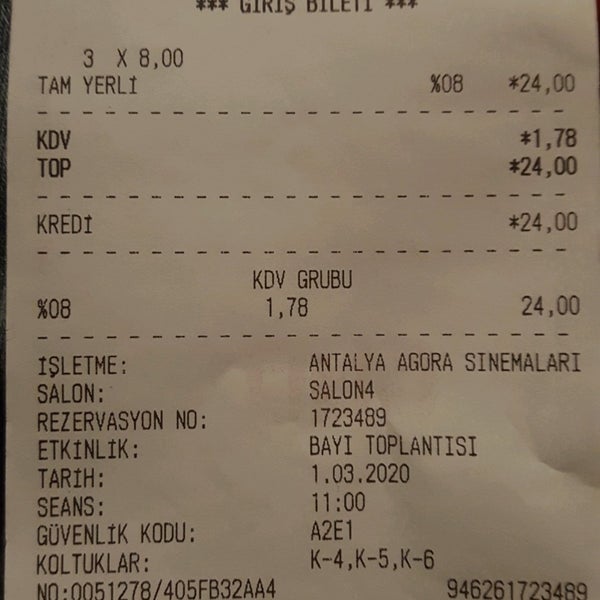 *** GİRİŞ BİLETİ ***
3 X 8,00
TAM YERLİ %08 *24,00
KDV *1,78
TOP *24,00
KREDİ *24,00
KDV GRUBU
%08 1,78 24,00
İŞLETME: ANTALYA AGORA SINEMALARI
SALON: SALON4
REZERVASYON NO: 1723489
ETKİNLİK: BAYI TOPLANTISI
TARİH: 1.03.2020
SEANS: 11:00
GÜVENLİK KODU: A2E1
KOLTUKLAR: K-4,K-5,K-6
NO:0051278/405FB32AA4 946261723489